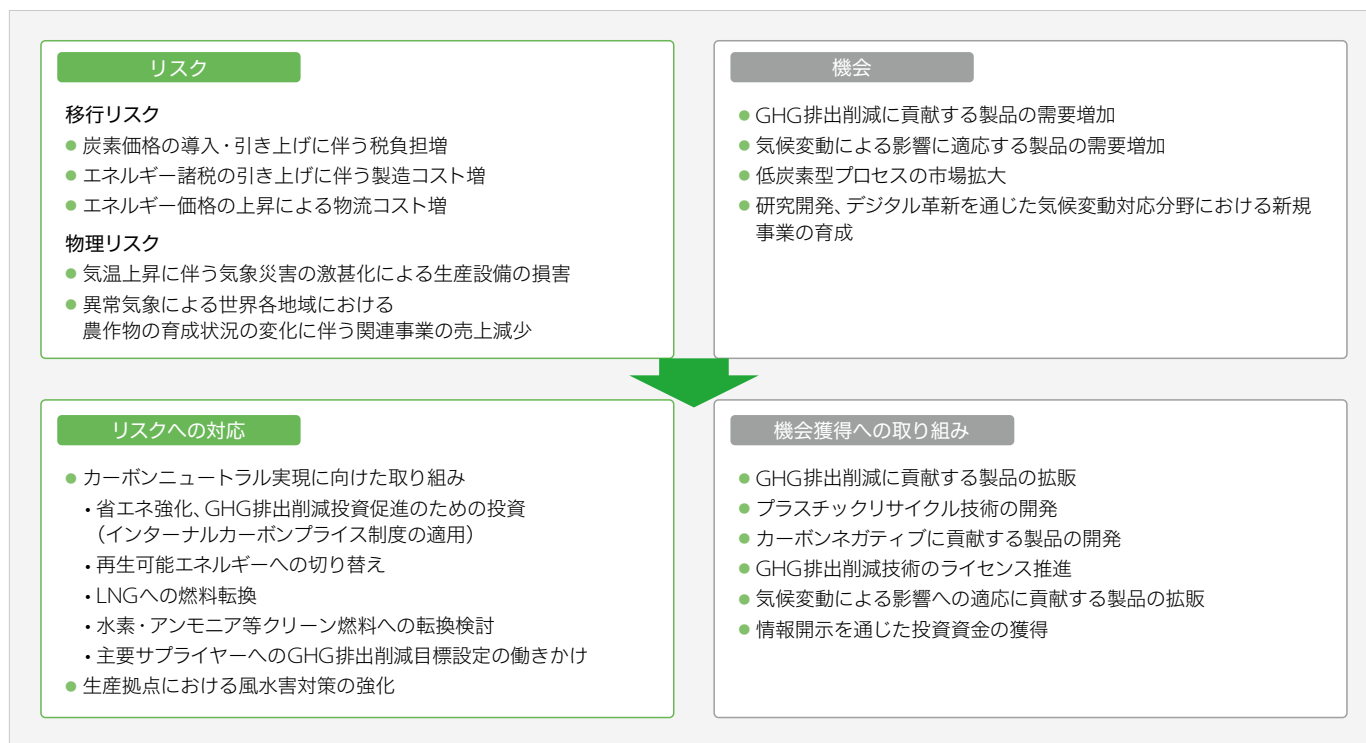 リスク
移行リスク
● 炭素価格の導入・引き上げに伴う税負担増
● エネルギー諸税の引き上げに伴う製造コスト増
● エネルギー価格の上昇による物流コスト増
物理リスク
● 気温上昇に伴う気象災害の激甚化による生産設備の損害
● 異常気象による世界各地域における
農作物の育成状況の変化に伴う関連事業の売上減少
機会
● GHG排出削減に貢献する製品の需要増加
● 気候変動による影響に適応する製品の需要増加
● 低炭素型プロセスの市場拡大
● 研究開発、デジタル革新を通じた気候変動対応分野における新規
事業の育成
リスクへの対応
● カーボンニュートラル実現に向けた取り組み
・省エネ強化、GHG排出削減投資促進のための投資
（インターナルカーボンプライス制度の適用）
・再生可能エネルギーへの切り替え
・LNGへの燃料転換
・水素・アンモニア等クリーン燃料への転換検討
・主要サプライヤーへのGHG排出削減目標設定の働きかけ
● 生産拠点における風水害対策の強化
機会獲得への取り組み
● GHG排出削減に貢献する製品の拡販
● プラスチックリサイクル技術の開発
● カーボンネガティブに貢献する製品の開発
● GHG排出削減技術のライセンス推進
● 気候変動による影響への適応に貢献する製品の拡販
● 情報開示を通じた投資資金の獲得